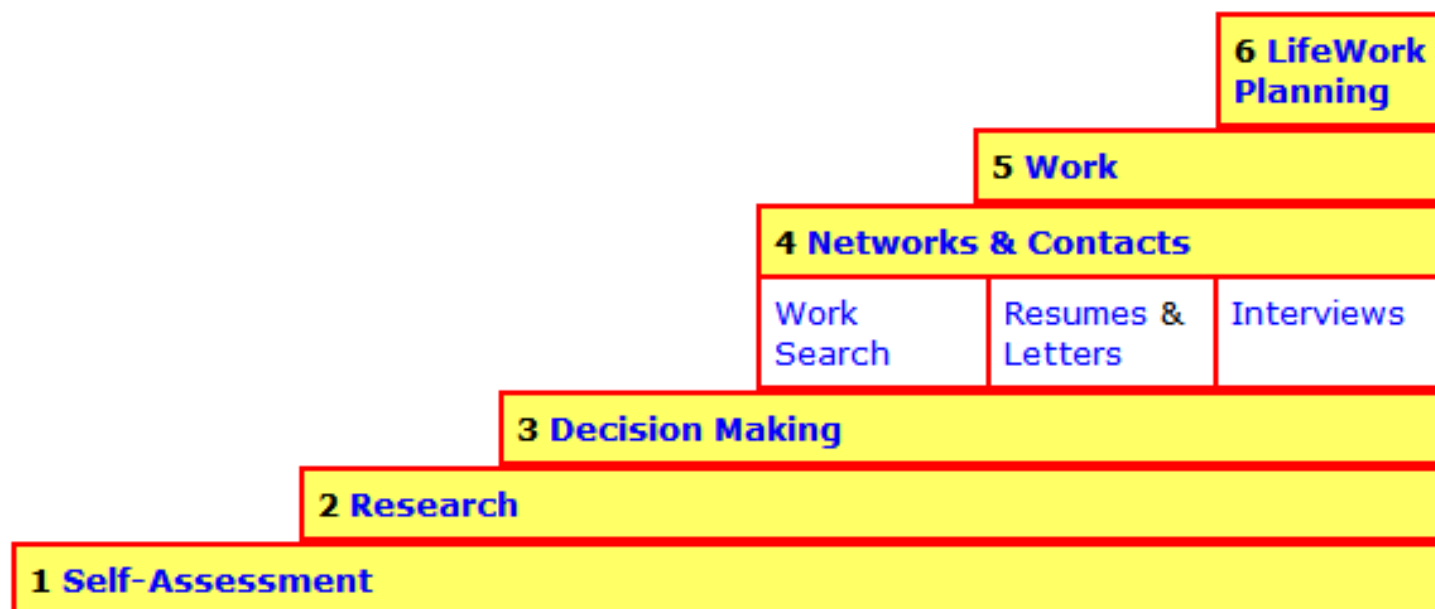 6 LifeWork
Planning
5 Work
4 Networks & Contacts
Work
Search
Resumes &
Letters
Interviews
3 Decision Making
2 Research
1 Self-Assessment